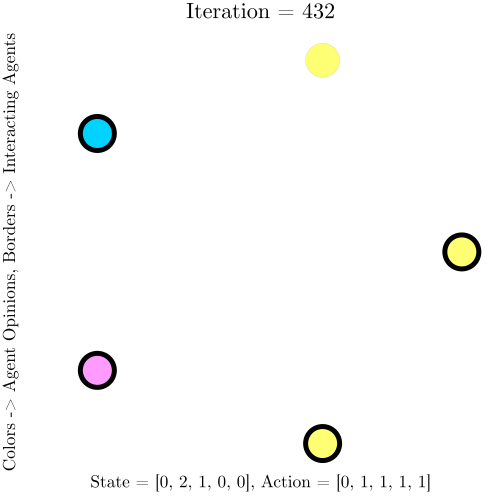 Iteration = 432
Colors -> Agent Opinions, Borders -> Interacting Agents
State = [0, 2, 1, 0, 0], Action = [0, 1, 1, 1, 1]